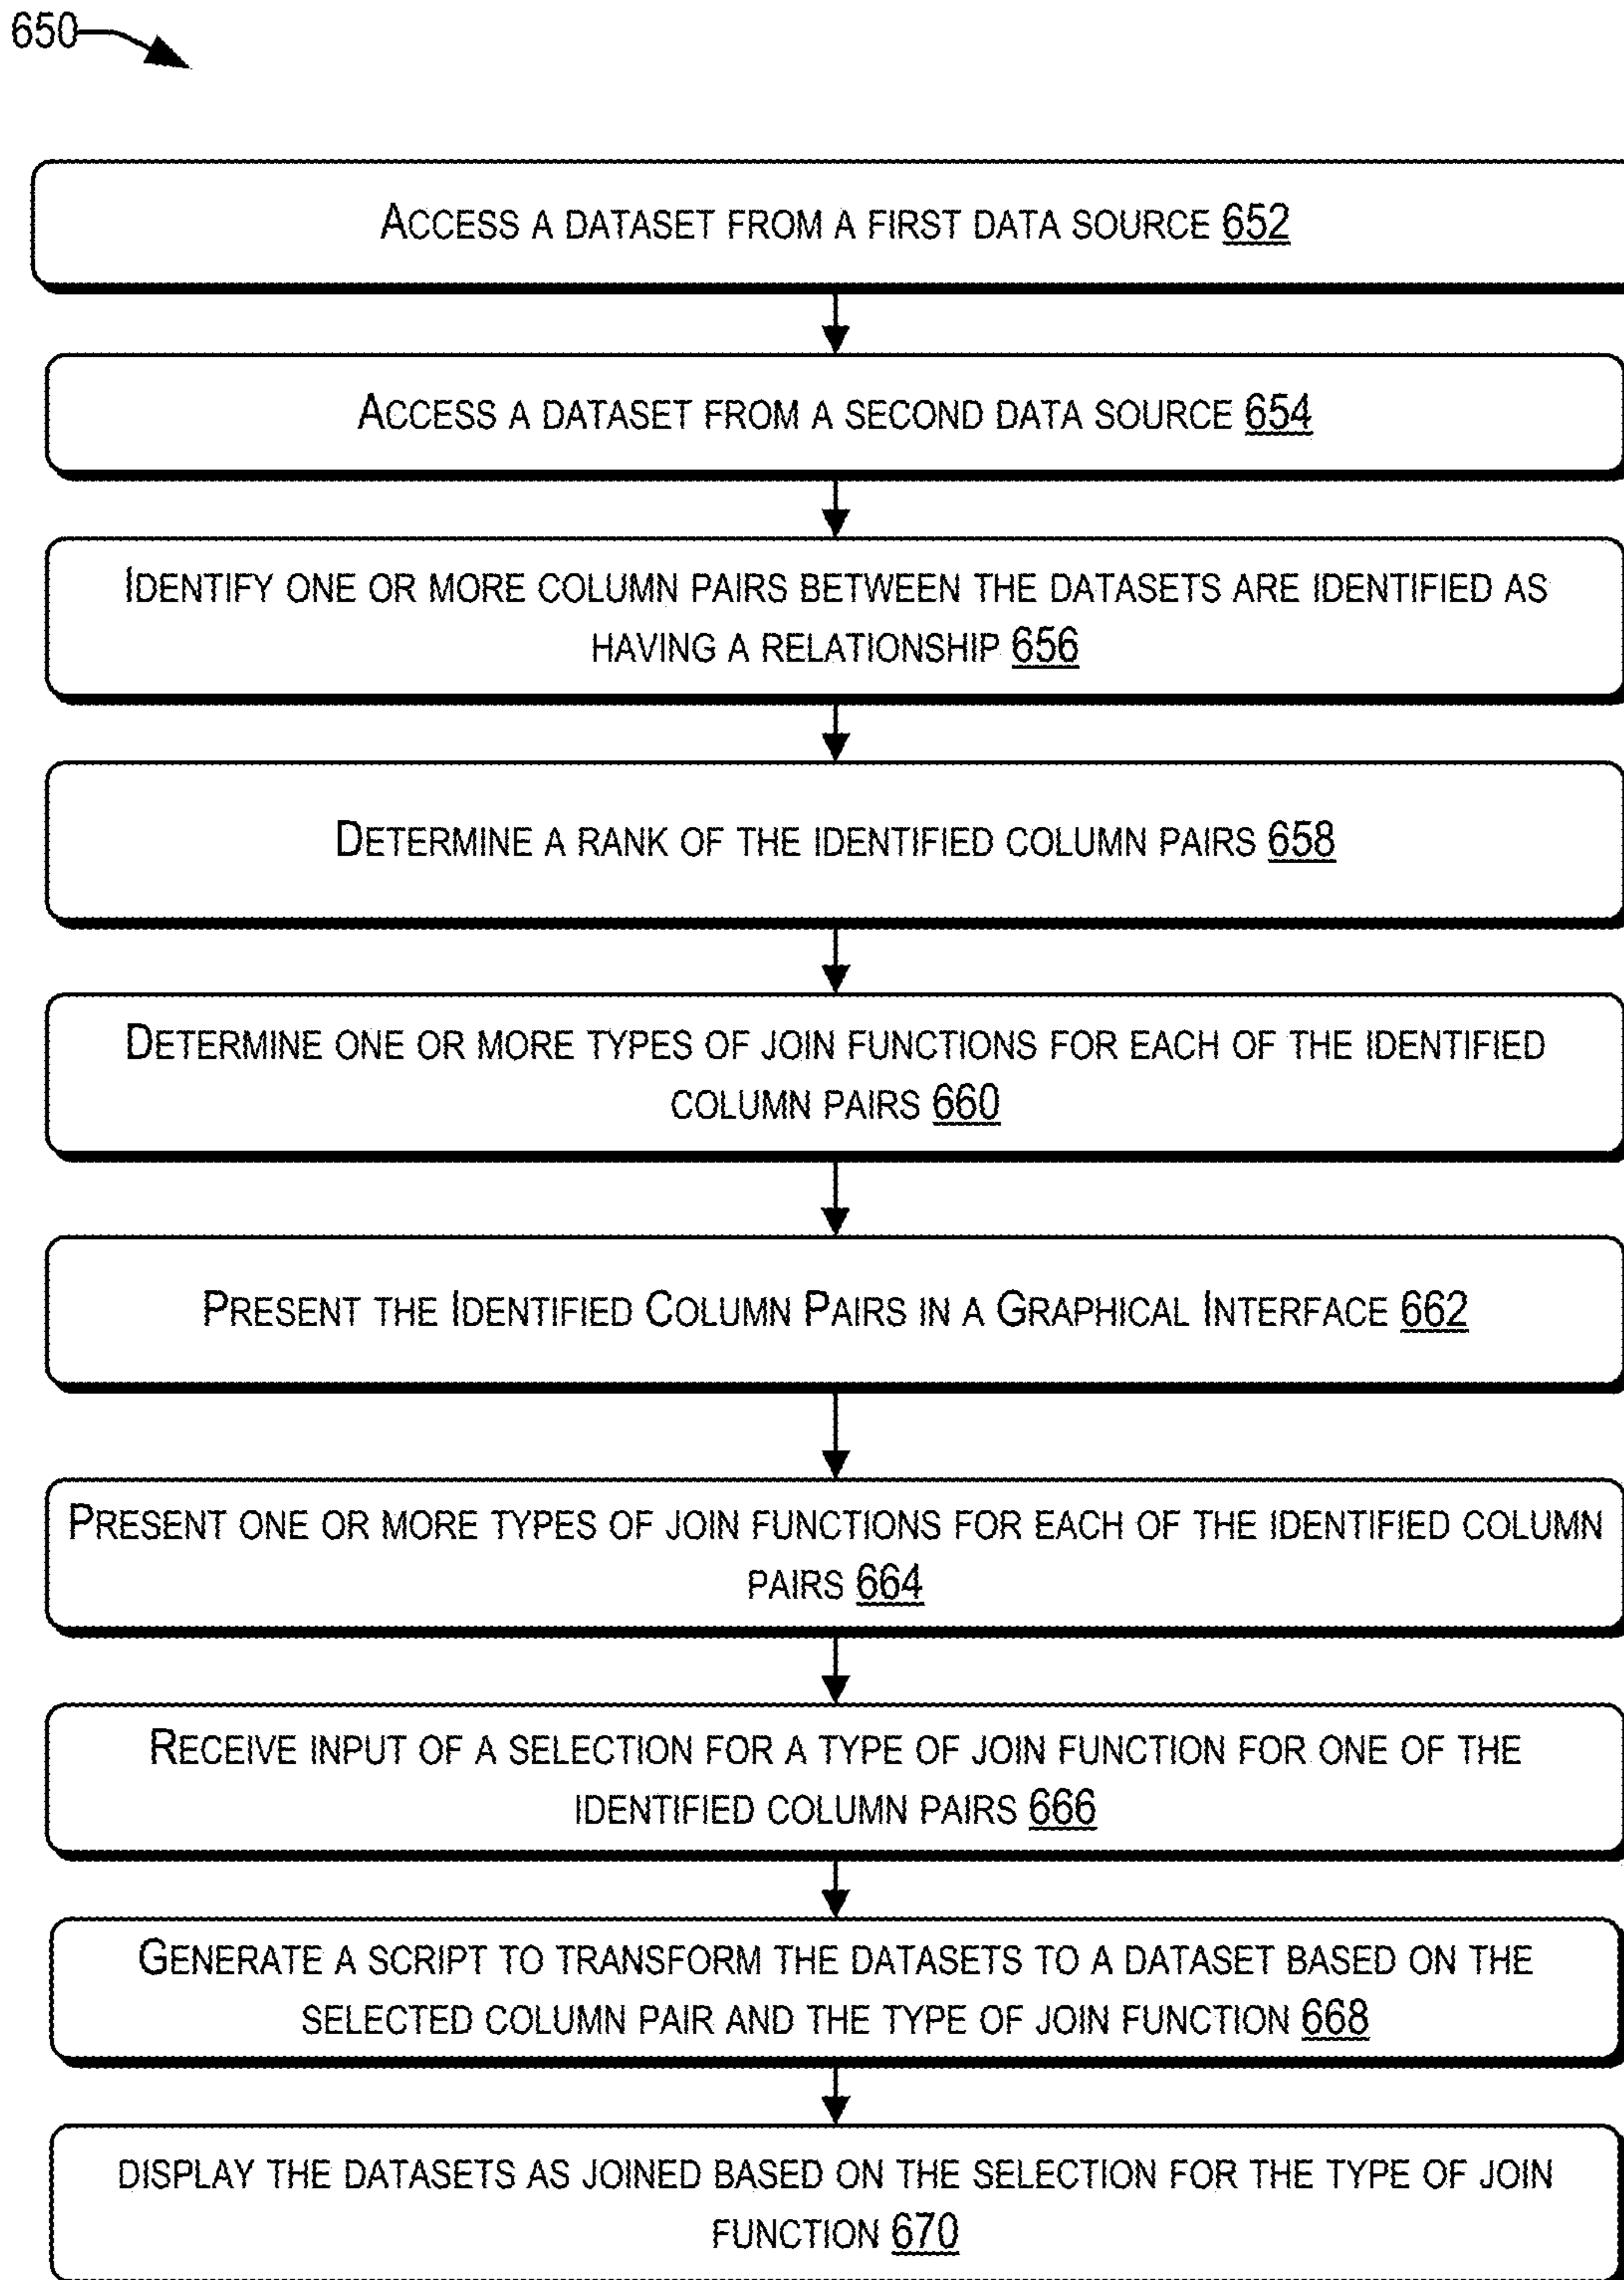 650
ACCESS A DATASET FROM A FIRST DATA SOURCE 652
ACCESS A DATASET FROM A SECOND DATA SOURCE 654
IDENTIFY ONE OR MORE COLUMN PAIRS BETWEEN THE DATASETS ARE IDENTIFIED AS
HAVING A RELATIONSHIP 656
DETERMINE A RANK OF THE IDENTIFIED COLUMN PAIRS 658
DETERMINE ONE OR MORE TYPES OF JOIN FUNCTIONS FOR EACH OF THE IDENTIFIED
COLUMN PAIRS 660
PRESENT THE IDENTIFIED COLUMN PAIRS IN A GRAPHICAL INTERFACE 662
PRESENT ONE OR MORE TYPES OF JOIN FUNCTIONS FOR EACH OF THE IDENTIFIED COLUMN
PAIRS 664
RECEIVE INPUT OF A SELECTION FOR A TYPE OF JOIN FUNCTION FOR ONE OF THE
IDENTIFIED COLUMN PAIRS 666
GENERATE A SCRIPT TO TRANSFORM THE DATASETS TO A DATASET BASED ON THE
SELECTED COLUMN PAIR AND THE TYPE OF JOIN FUNCTION 668
DISPLAY THE DATASETS AS JOINED BASED ON THE SELECTION FOR THE TYPE OF JOIN
FUNCTION 670